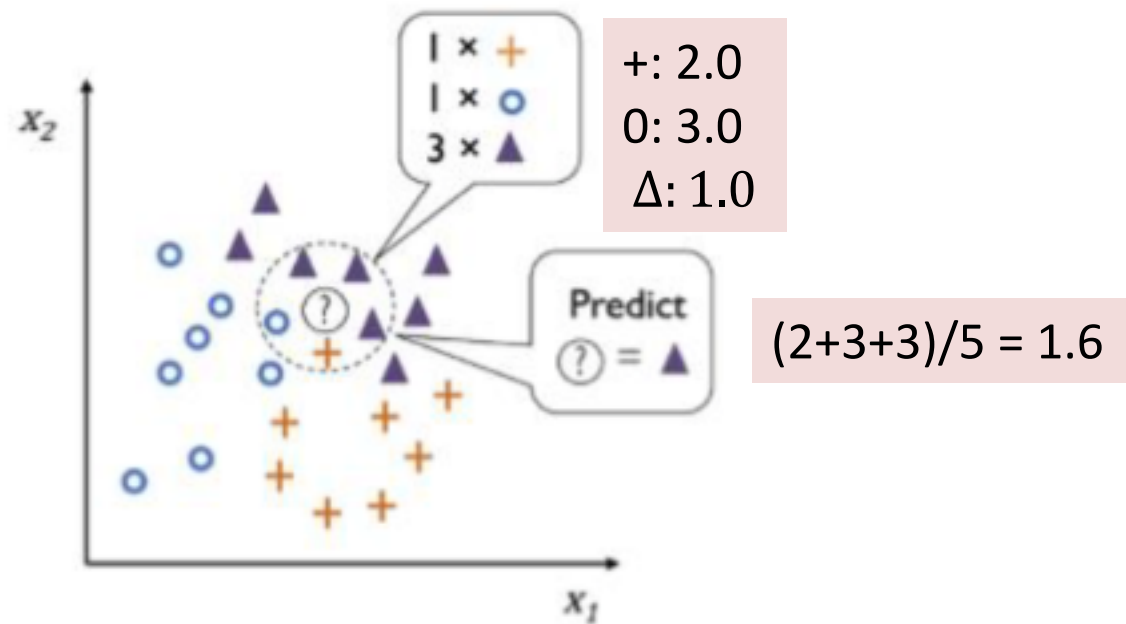 1 × +
1 × o
3 × ▲
+: 2.0
0: 3.0
Δ: 1.0
x₂
?
Predict
? = ▲
(2+3+3)/5 = 1.6
x₁